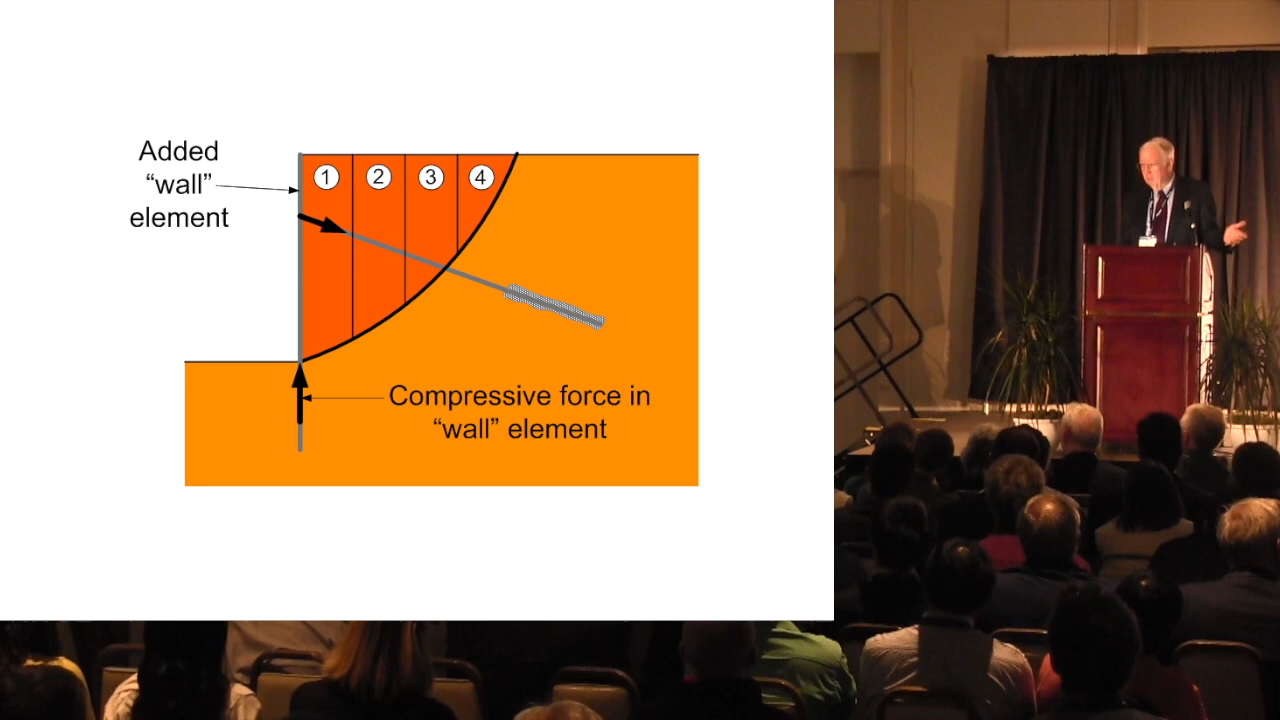 Added
“wall”
element
1 2 3 4
Compressive force in
“wall” element